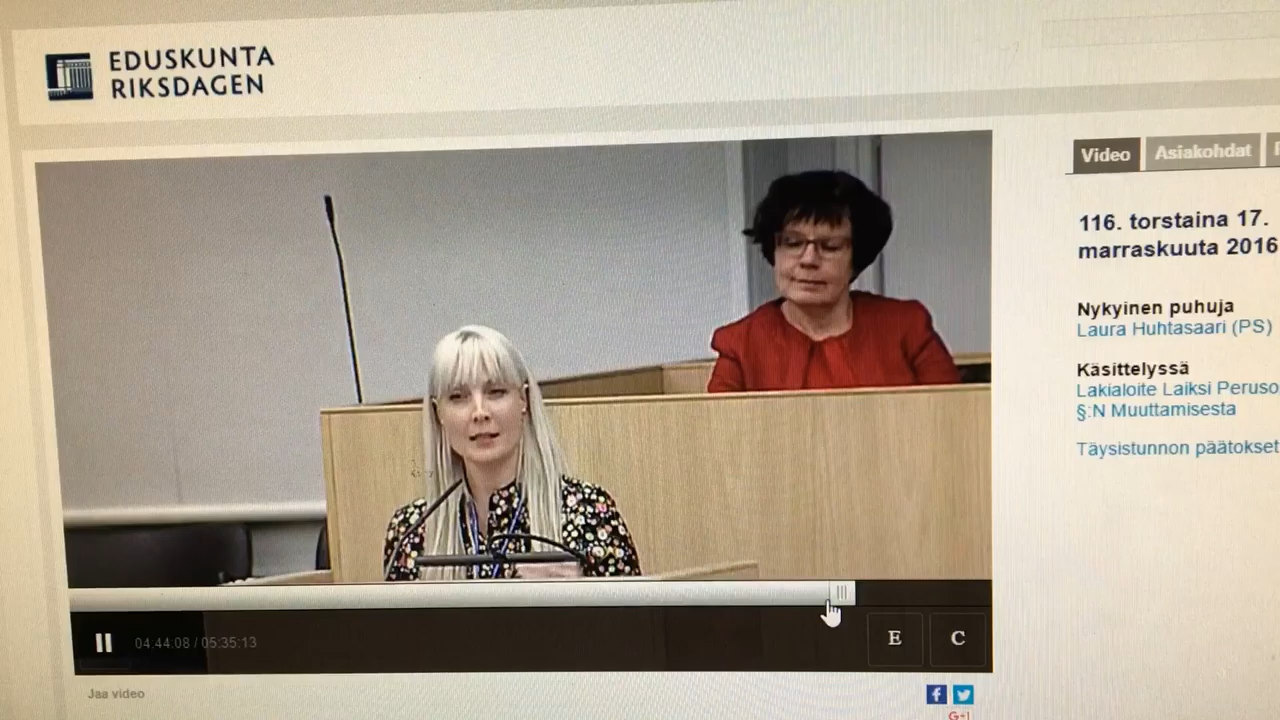 EDUSKUNTA
RIKSDAGEN
Video
Asiakohdat
116. torstaina 17.
marraskuuta 2016
Nykyinen puhuja
Laura Huhtasaari (PS)
Käsittelyssä
Lakialoite Laiksi Peruso
§:N Muuttamisesta
Täysistunnon päätökset
04:44:08 / 05:35:13
E
C
Jaa video
f
G+1